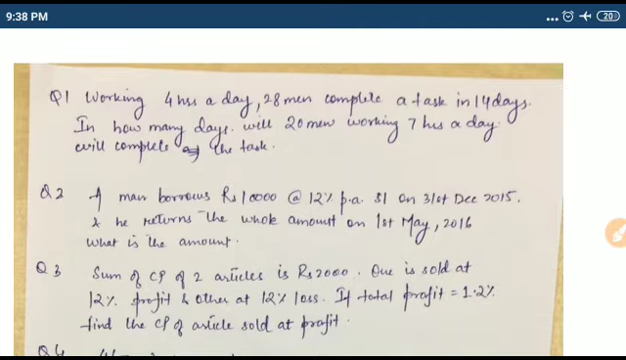 9:38 PM
20
Q1 Working 4 hrs a day, 28 men complete a task in 14 days.
In how many days. will 20 men working 7 hrs a day.
will complete the task.
Q2 A man borrows Rs 10000 @ 12% p.a. SI on 31st Dec 2015.
& he returns the whole amount on 1st May, 2016
What is the amount.
Q3 Sum of CP of 2 articles is Rs 2000. One is sold at
12% profit & other at 12% loss. If total profit = 1.2%
find the CP of article sold at profit.
Q4